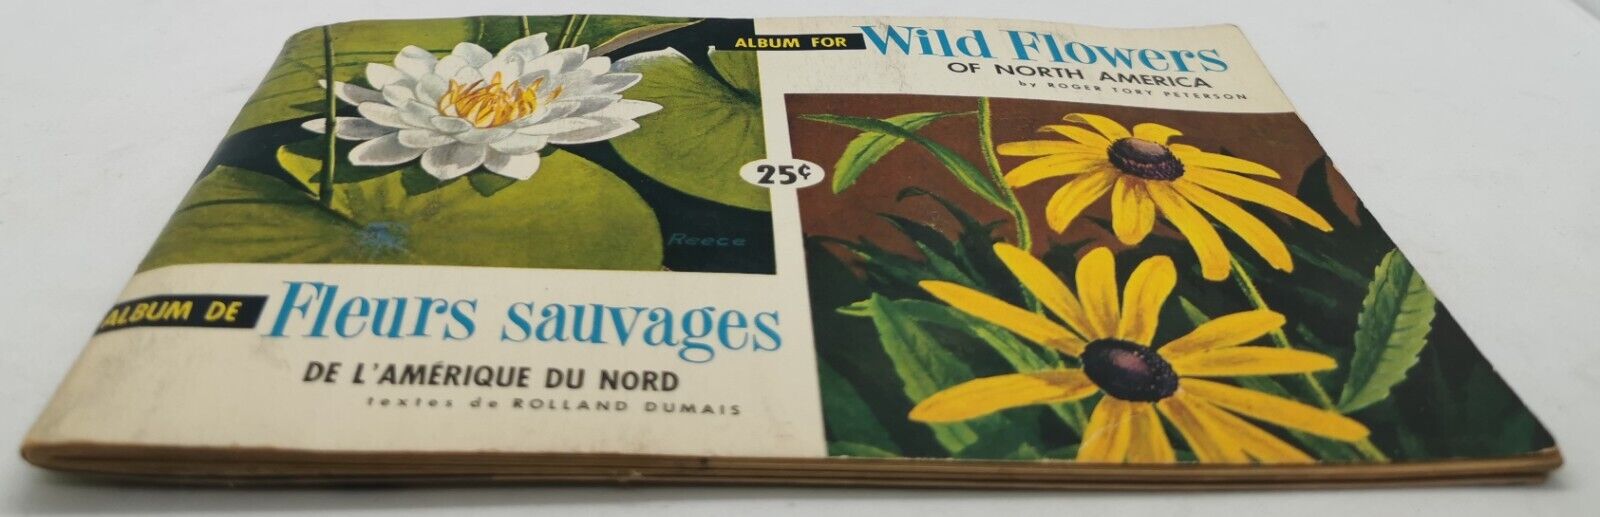 ALBUM FOR Wild Flowers
OF NORTH AMERICA
by ROGER TORY PETERSON
25¢
Reece
ALBUM DE Fleurs sauvages
DE L'AMÉRIQUE DU NORD
textes de ROLLAND DUMAIS